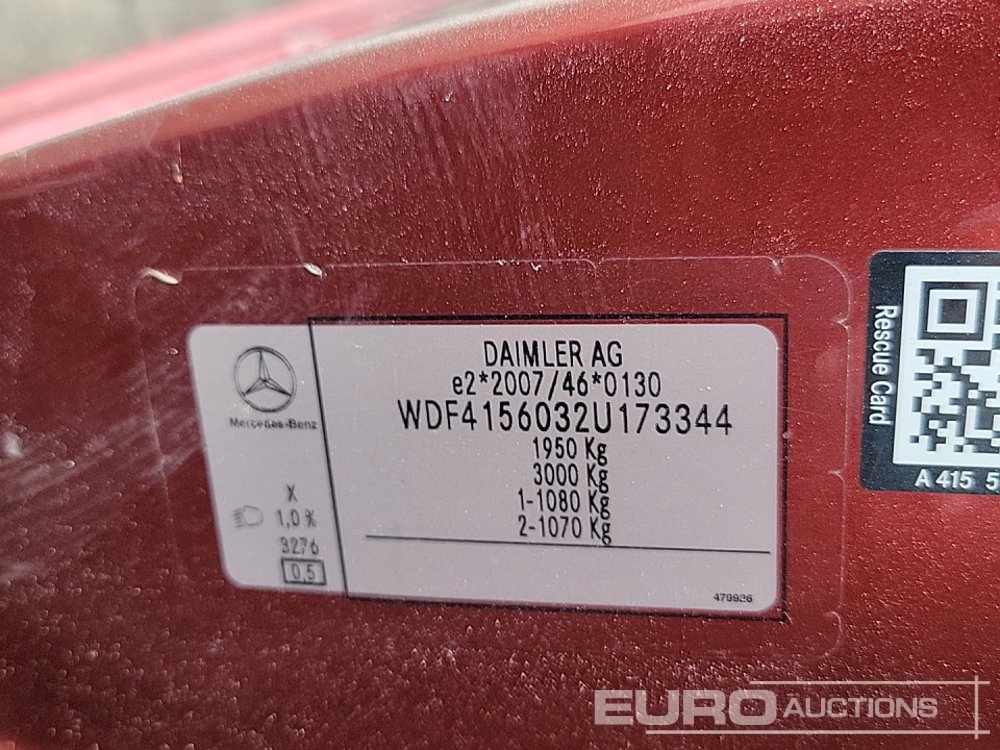 Mercedes-Benz
X
1,0 %
3276
0,5
DAIMLER AG
e2*2007/46*0130
WDF4156032U173344
1950 Kg
3000 Kg
1-1080 Kg
2-1070 Kg
479926
Rescue Card
A 415 5
EURO AUCTIONS